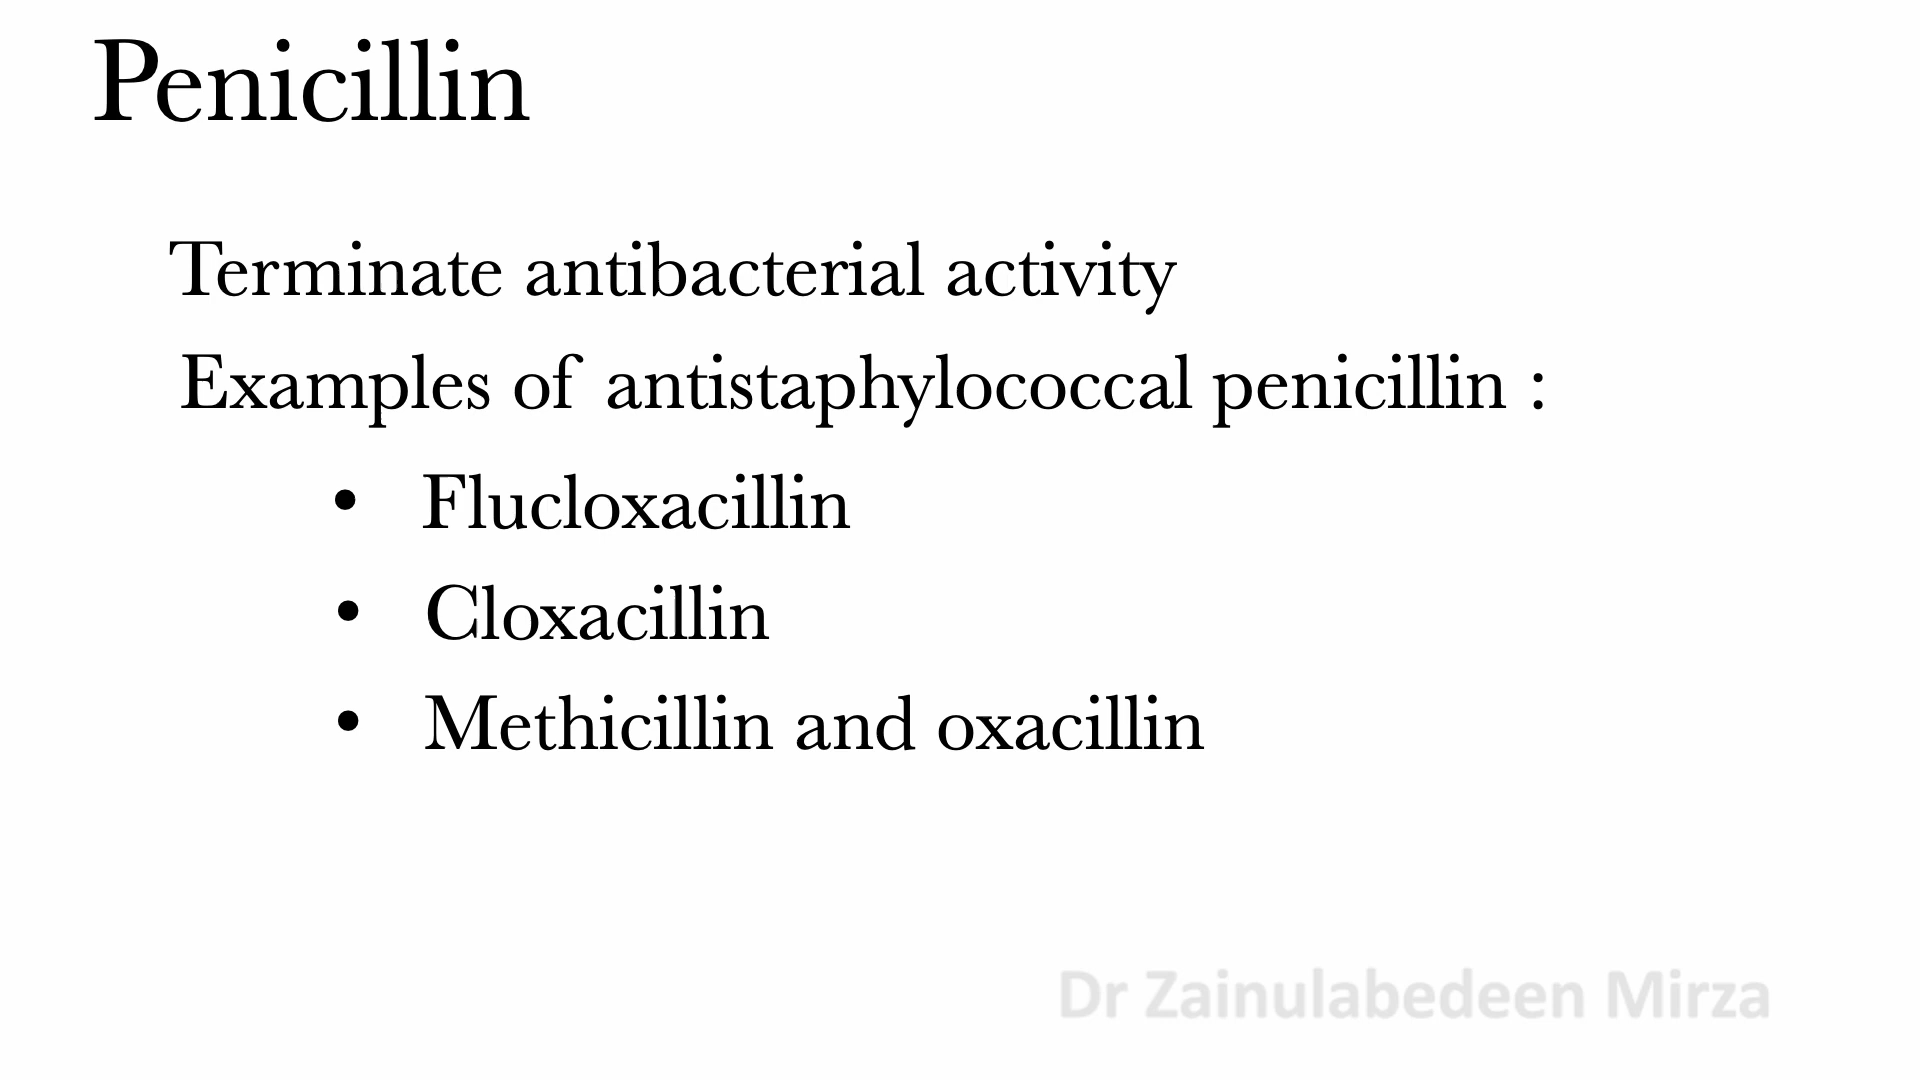 Penicillin
Terminate antibacterial activity
Examples of antistaphylococcal penicillin :
• Flucloxacillin
• Cloxacillin
• Methicillin and oxacillin
Dr Zainulabedeen Mirza